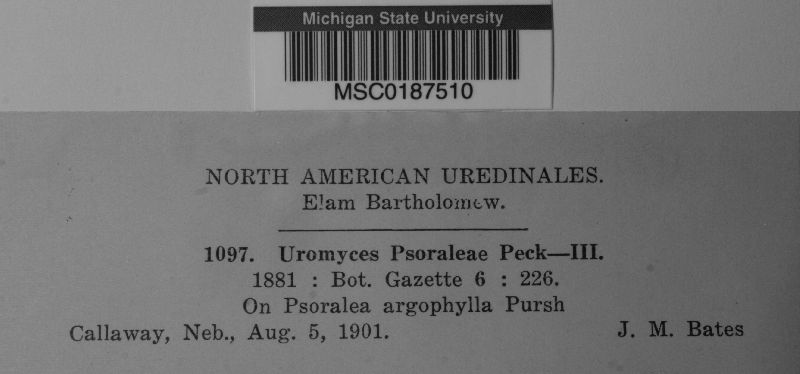 Michigan State University
MSC0187510
NORTH AMERICAN UREDINALES.
Elam Bartholomew.
1097. Uromyces Psoraleae Peck—III.
1881 : Bot. Gazette 6 : 226.
On Psoralea argophylla Pursh
Callaway, Neb., Aug. 5, 1901. J. M. Bates